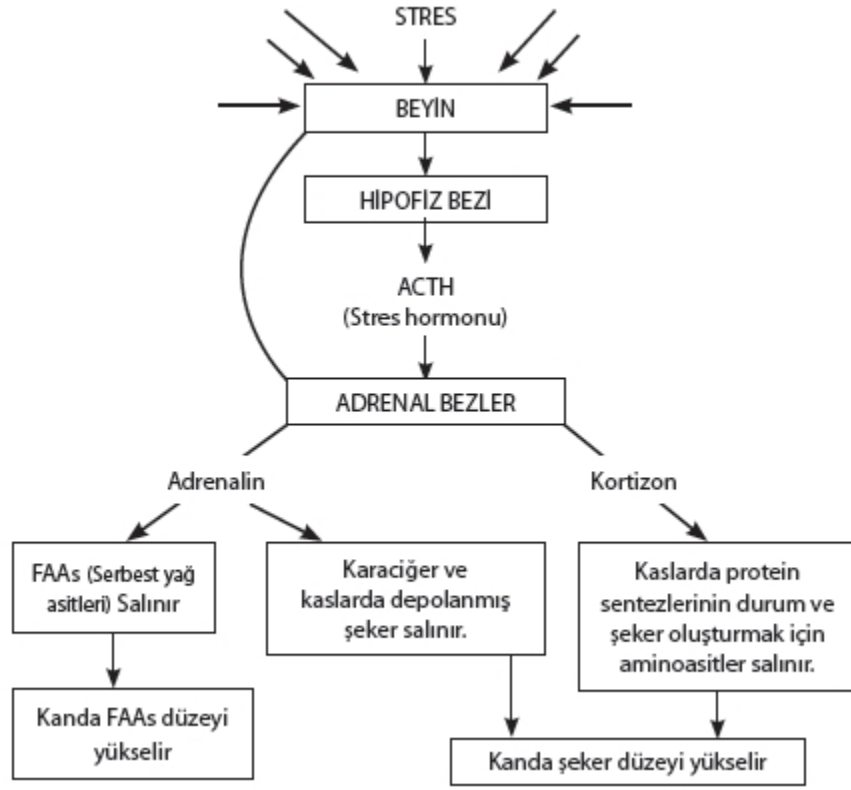 STRES
BEYİN
HİPOFİZ BEZİ
ACTH
(Stres hormonu)
ADRENAL BEZLER
Adrenalin
Kortizon
FAAs (Serbest yağ
asitleri) Salınır
Karaciğer ve
kaslarda depolanmış
şeker salınır.
Kaslarda protein
sentezlerinin durum ve
şeker oluşturmak için
aminoasitler salınır.
Kanda FAAs düzeyi
yükselir
Kanda şeker düzeyi yükselir